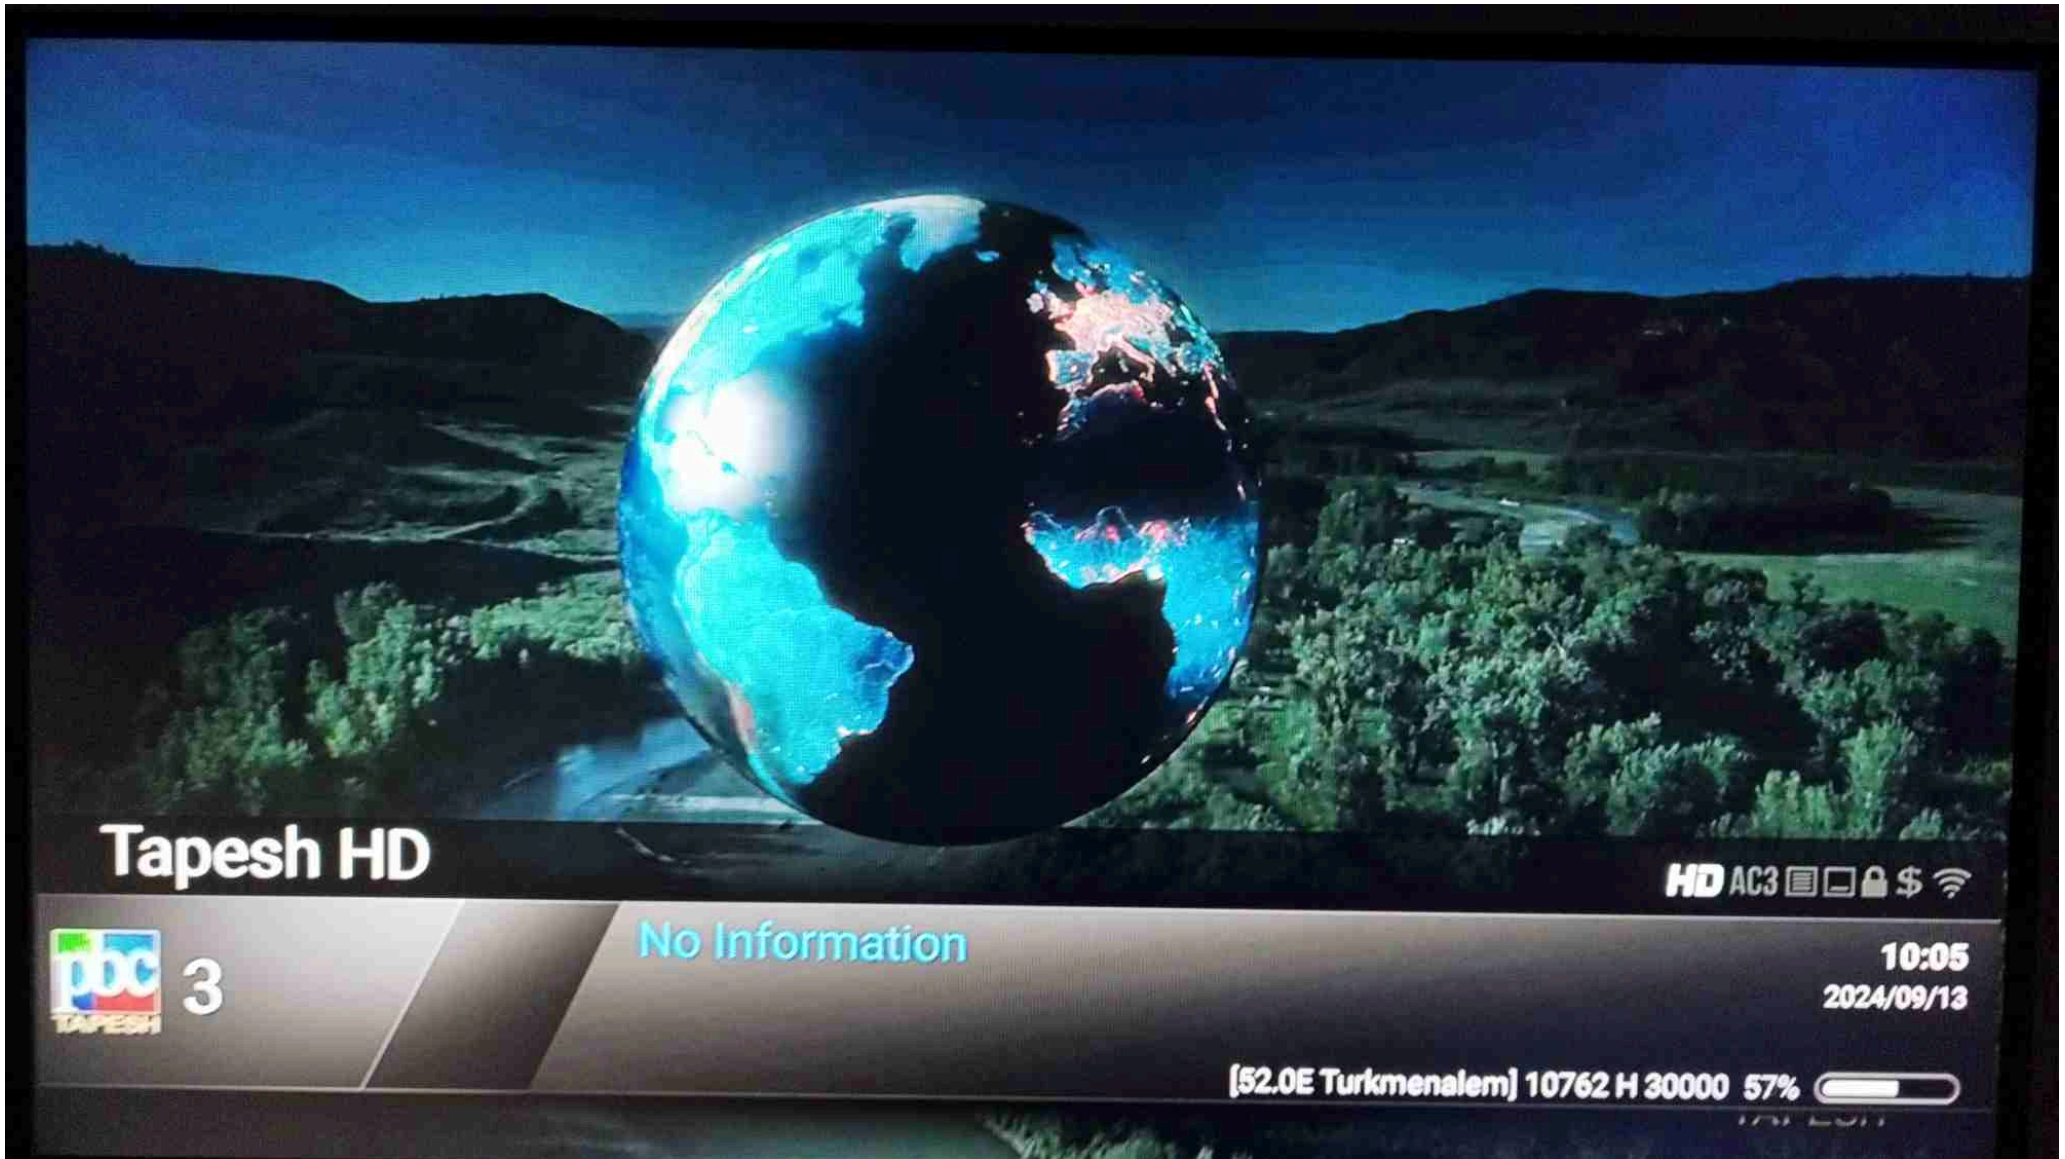 Tapesh HD
HD AC3 $
pbc
TAPESH
3
No Information
10:05
2024/09/13
[52.0E Turkmenalem] 10762 H 30000 57%
TAPESH